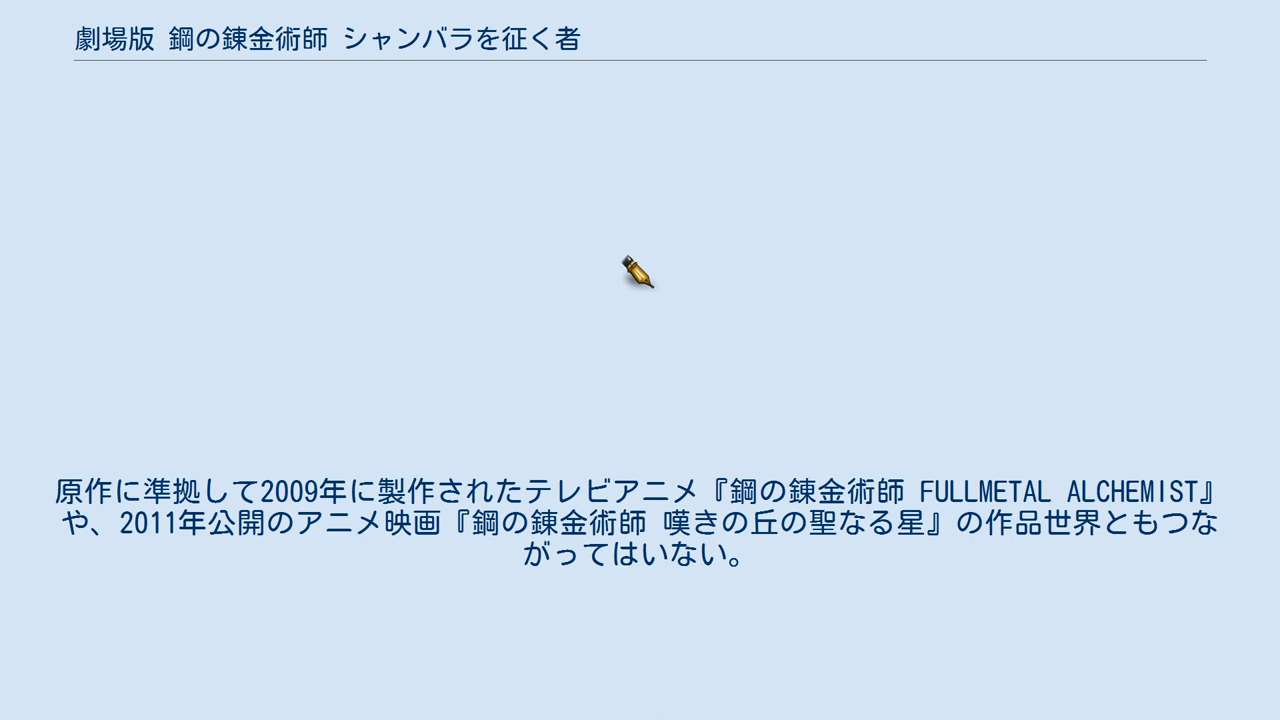 劇場版 鋼の錬金術師 シャンバラを征く者
原作に準拠して2009年に製作されたテレビアニメ『鋼の錬金術師 FULLMETAL ALCHEMIST』
や、2011年公開のアニメ映画『鋼の錬金術師 嘆きの丘の聖なる星』の作品世界ともつな
がってはいない。